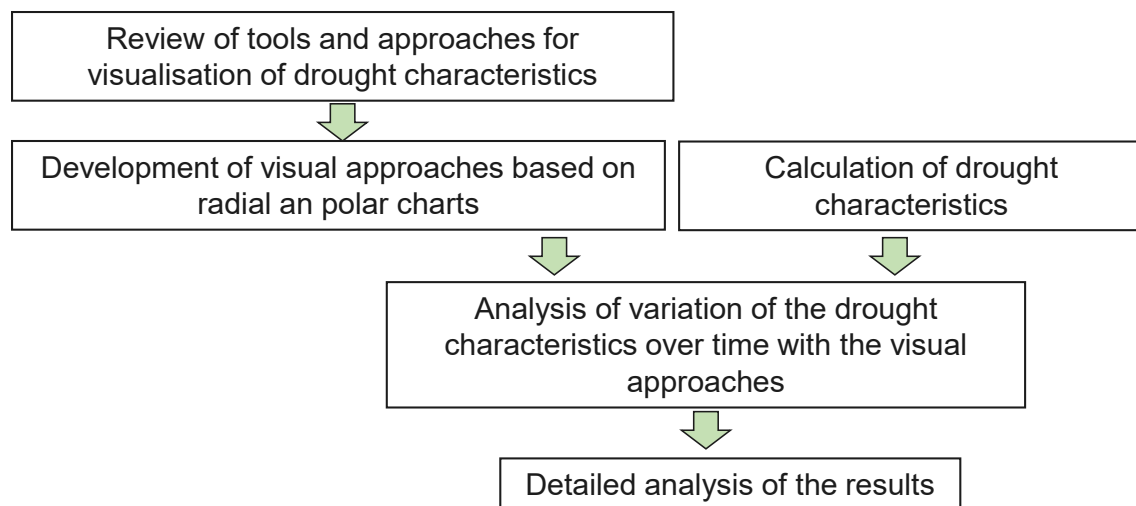 Review of tools and approaches for
visualisation of drought characteristics
Development of visual approaches based on
radial an polar charts
Calculation of drought
characteristics
Analysis of variation of the drought
characteristics over time with the visual
approaches
Detailed analysis of the results